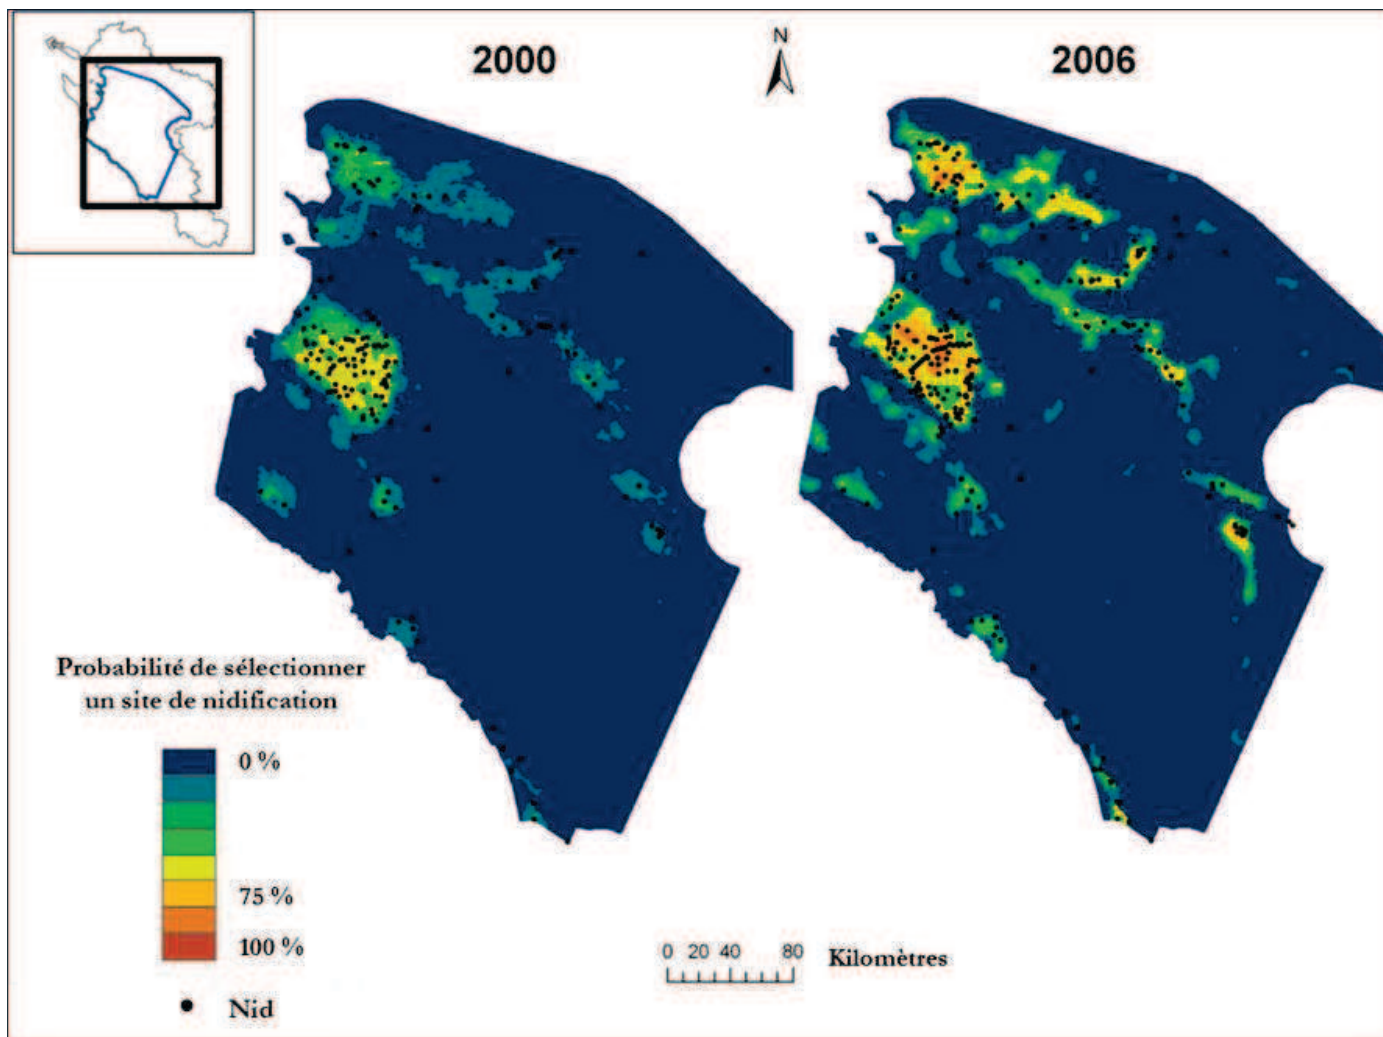 2000
N
2006
Probabilité de sélectionner
un site de nidification
0 %
75 %
100 %
Nid
0 20 40 80
Kilomètres